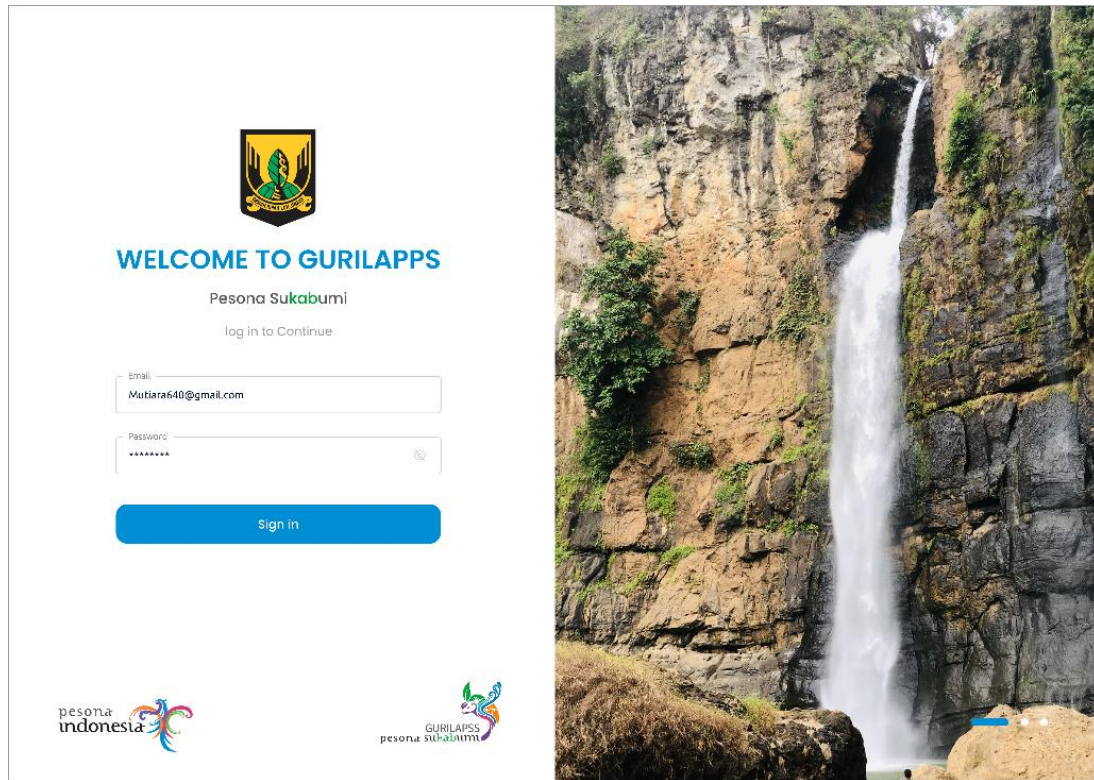 WELCOME TO GURILAPPS
Pesona Sukabumi
log in to Continue
Email
Mutiara640@gmail.com
Password
********
Sign in
pesona
indonesia
GURILAPSS
pesona sukabumi